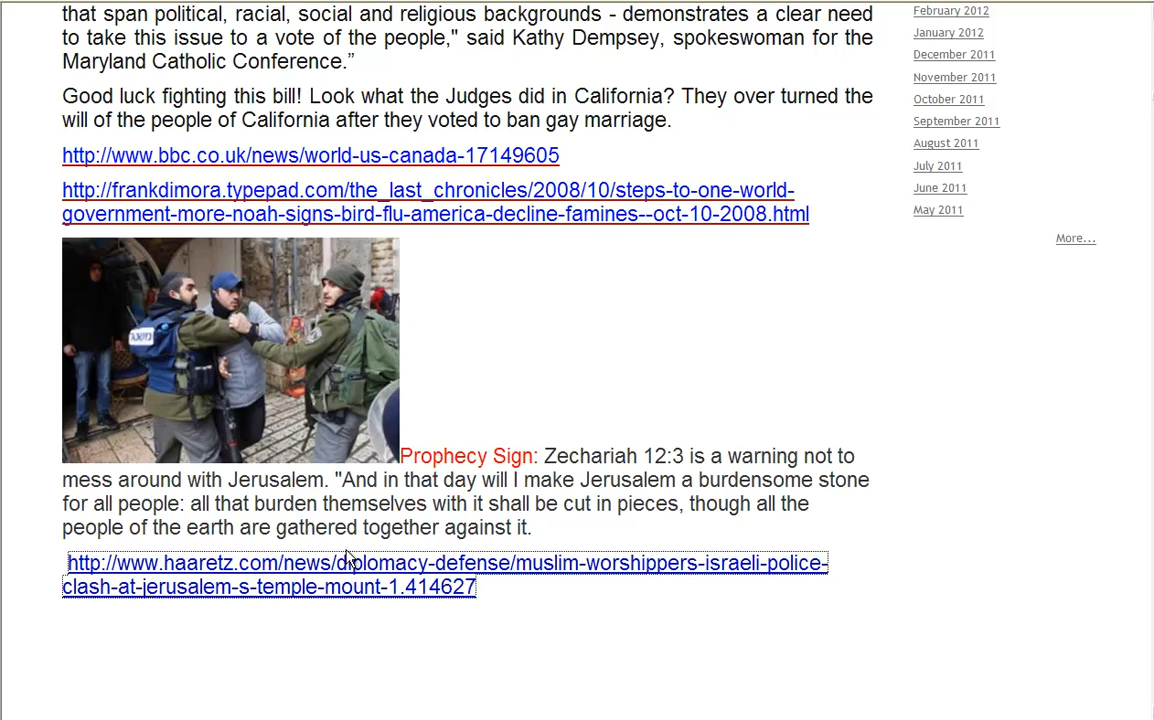 that span political, racial, social and religious backgrounds - demonstrates a clear need
to take this issue to a vote of the people," said Kathy Dempsey, spokeswoman for the
Maryland Catholic Conference.”
Good luck fighting this bill! Look what the Judges did in California? They over turned the
will of the people of California after they voted to ban gay marriage.
http://www.bbc.co.uk/news/world-us-canada-17149605
http://frankdimora.typepad.com/the_last_chronicles/2008/10/steps-to-one-world-
government-more-noah-signs-bird-flu-america-decline-famines--oct-10-2008.html
Prophecy Sign: Zechariah 12:3 is a warning not to
mess around with Jerusalem. "And in that day will I make Jerusalem a burdensome stone
for all people: all that burden themselves with it shall be cut in pieces, though all the
people of the earth are gathered together against it.
http://www.haaretz.com/news/diplomacy-defense/muslim-worshippers-israeli-police-
clash-at-jerusalem-s-temple-mount-1.414627
February 2012
January 2012
December 2011
November 2011
October 2011
September 2011
August 2011
July 2011
June 2011
May 2011
More...